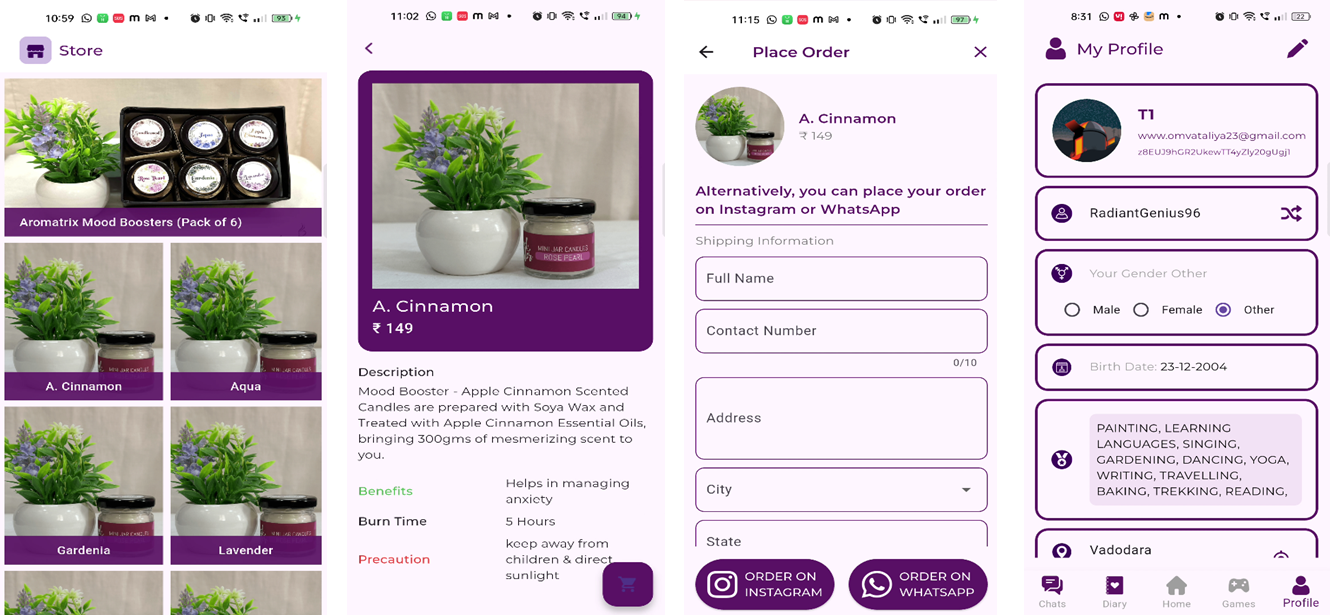 10:59
93
Store
Aromatrix Mood Boosters (Pack of 6)
A. Cinnamon
Aqua
Gardenia
Lavender
11:02
94
MINI JAR CANDLES
ROSE PEARL
A. Cinnamon
₹ 149
Description
Mood Booster - Apple Cinnamon Scented
Candles are prepared with Soya Wax and
Treated with Apple Cinnamon Essential Oils,
bringing 300gms of mesmerizing scent to
you.
Benefits
Helps in managing
anxiety
Burn Time
5 Hours
Precaution
keep away from
children & direct
sunlight
11:15
97
Place Order
A. Cinnamon
₹ 149
Alternatively, you can place your order
on Instagram or WhatsApp
Shipping Information
Full Name
Contact Number
0/10
Address
City
State
ORDER ON
INSTAGRAM
ORDER ON
WHATSAPP
8:31
22
My Profile
T1
www.omvataliya23@gmail.com
RadiantGenius96
Your Gender Other
Male
Female
Other
Birth Date: 23-12-2004
PAINTING, LEARNING
LANGUAGES, SINGING,
GARDENING, DANCING, YOGA,
WRITING, TRAVELLING,
BAKING, TREKKING, READING,
Vadodara
Chats
Diary
Home
Games
Profile